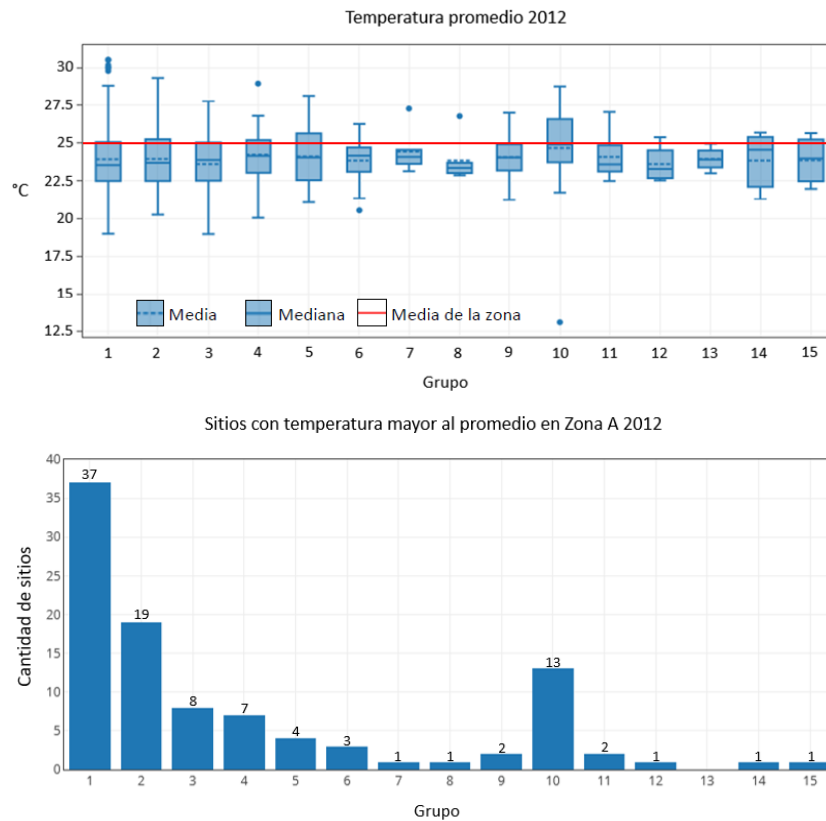 Temperatura promedio 2012
30
27.5
25
22.5
°C
20
17.5
15
12.5
Media
Mediana
Media de la zona
1 2 3 4 5 6 7 8 9 10 11 12 13 14 15
Grupo
Sitios con temperatura mayor al promedio en Zona A 2012
40
35
30
25
20
15
10
5
0
Cantidad de sitios
37 19 8 7 4 3 1 1 2 13 2 1 1 1
1 2 3 4 5 6 7 8 9 10 11 12 13 14 15
Grupo